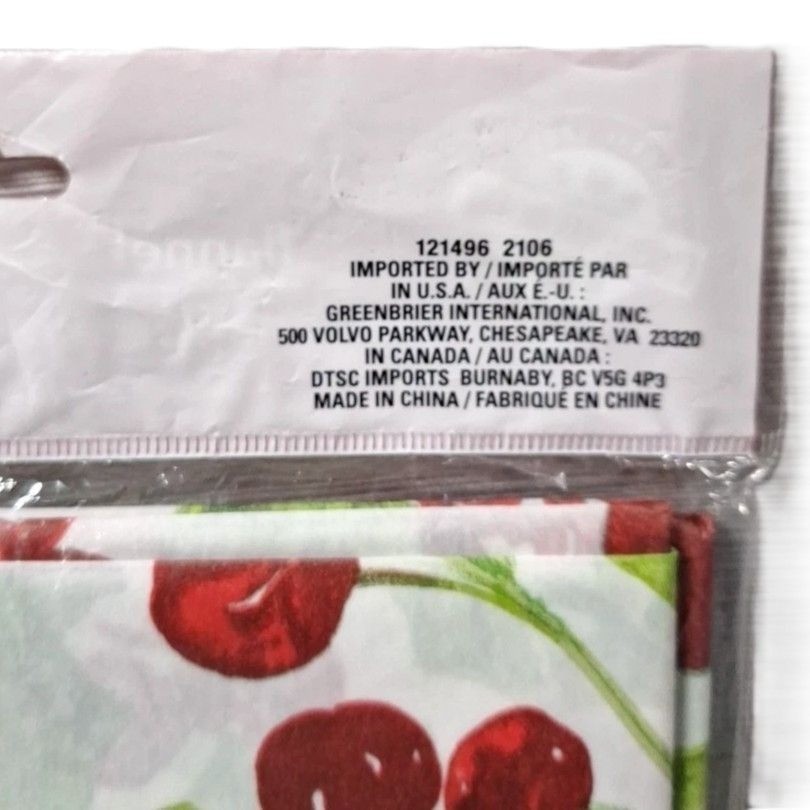 121496 2106
IMPORTED BY / IMPORTÉ PAR
IN U.S.A. / AUX É.-U. :
GREENBRIER INTERNATIONAL, INC.
500 VOLVO PARKWAY, CHESAPEAKE, VA 23320
IN CANADA / AU CANADA :
DTSC IMPORTS BURNABY, BC V5G 4P3
MADE IN CHINA / FABRIQUÉ EN CHINE